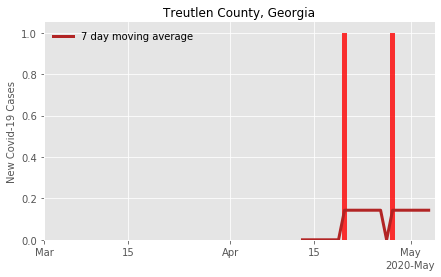 Treutlen County, Georgia
7 day moving average
New Covid-19 Cases
1.0
0.8
0.6
0.4
0.2
0.0
Mar 15 Apr 15 May
2020-May